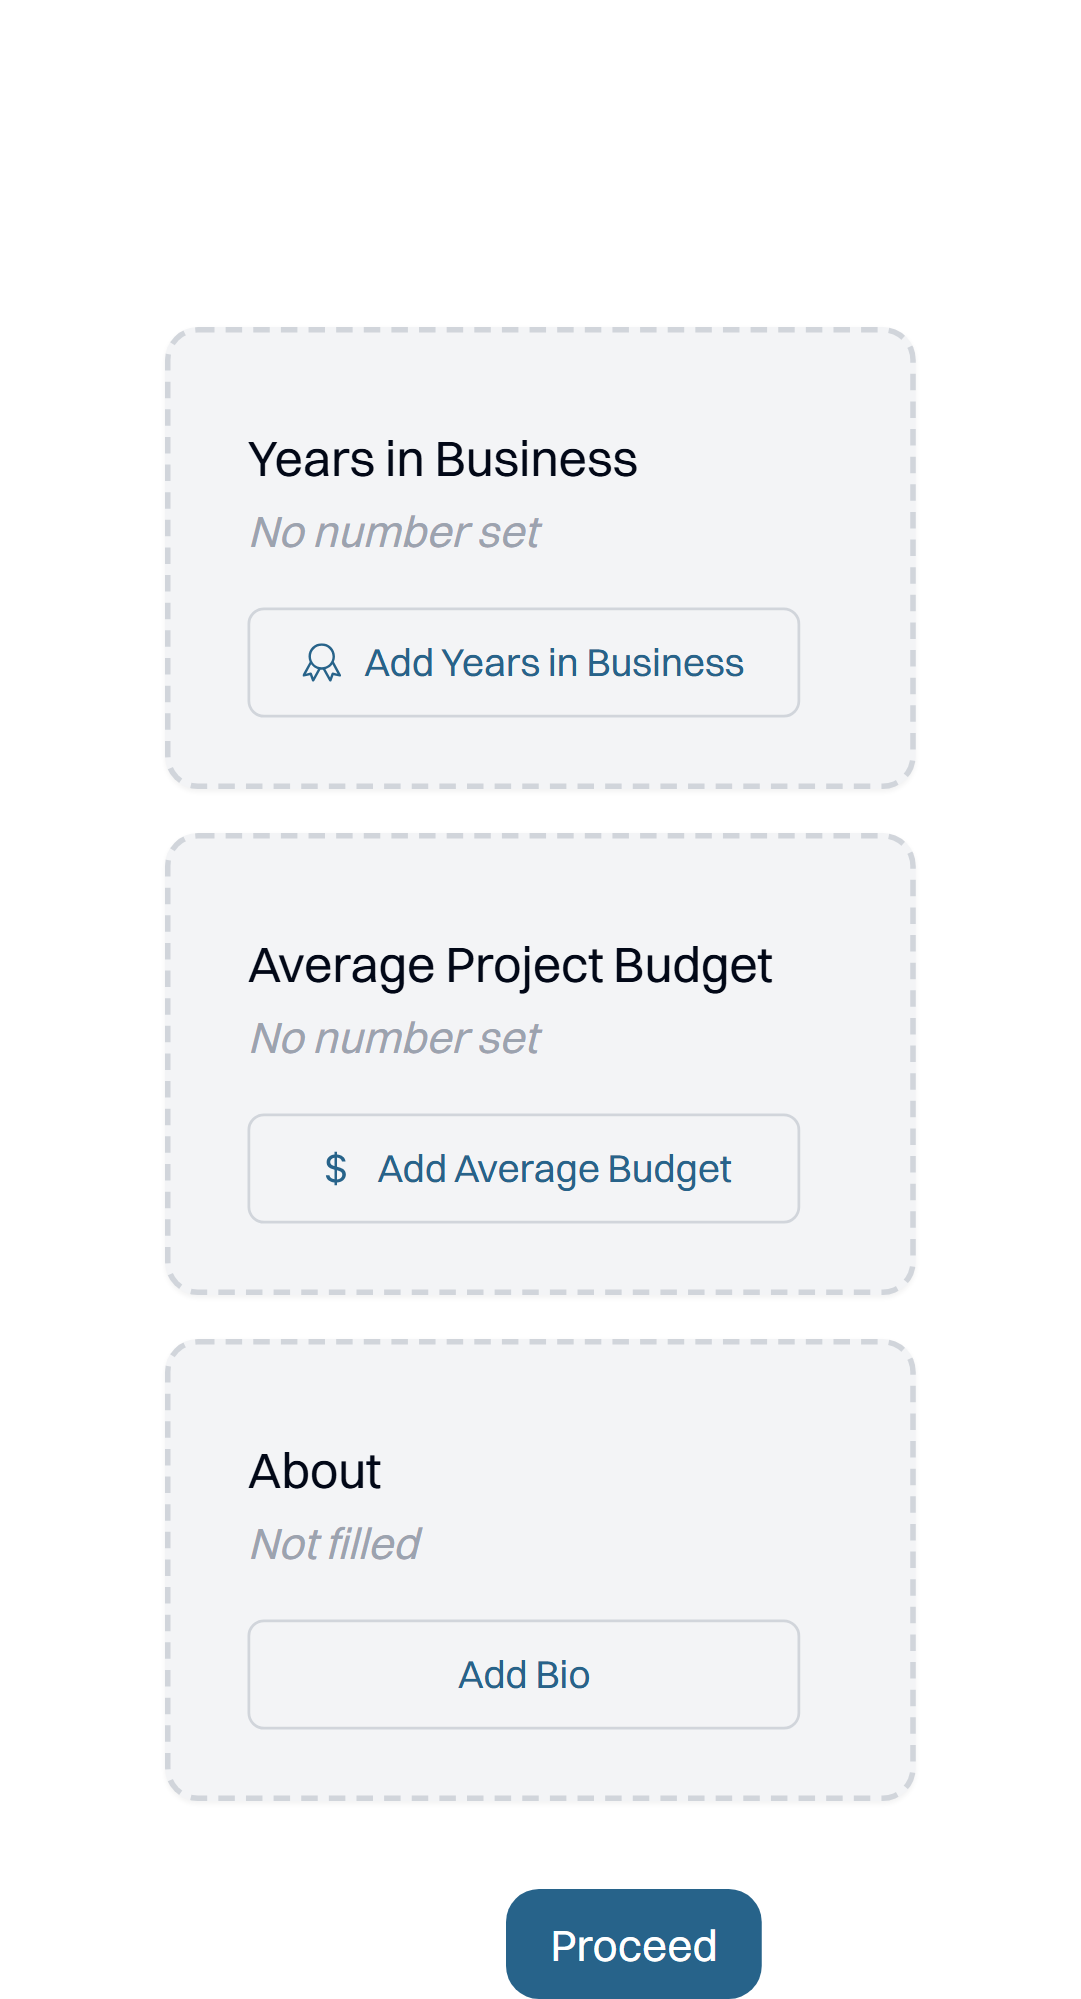 Years in Business
No number set
Add Years in Business
Average Project Budget
No number set
$ Add Average Budget
About
Not filled
Add Bio
Proceed